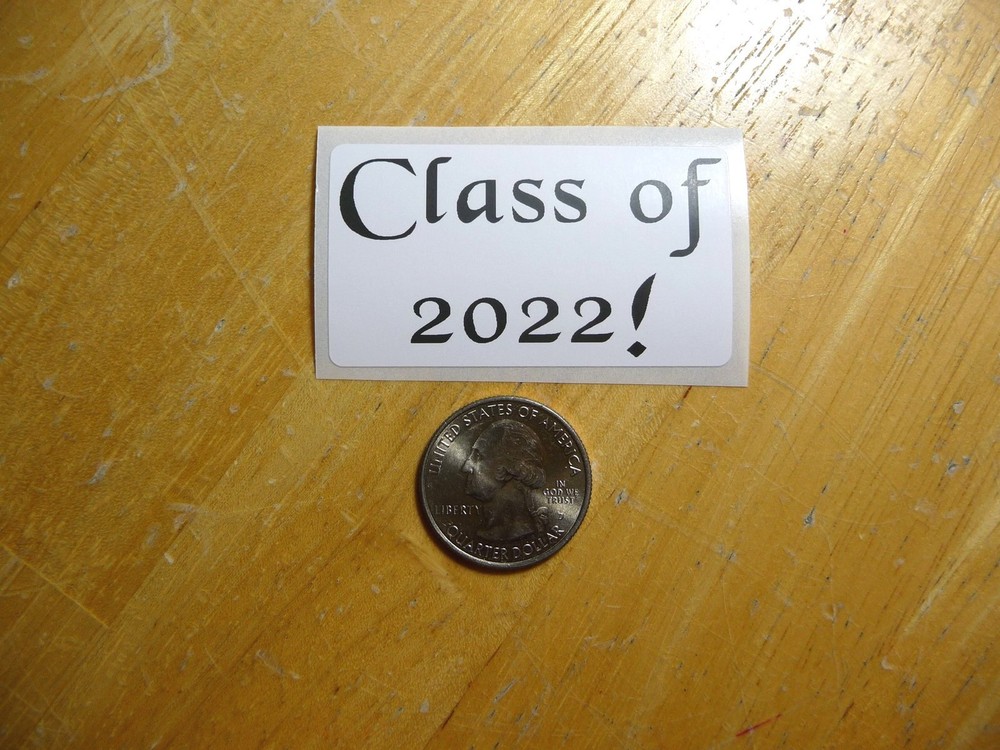 Class of
2022!
UNITED STATES OF AMERICA
LIBERTY
IN
GOD WE
TRUST
QUARTER DOLLAR